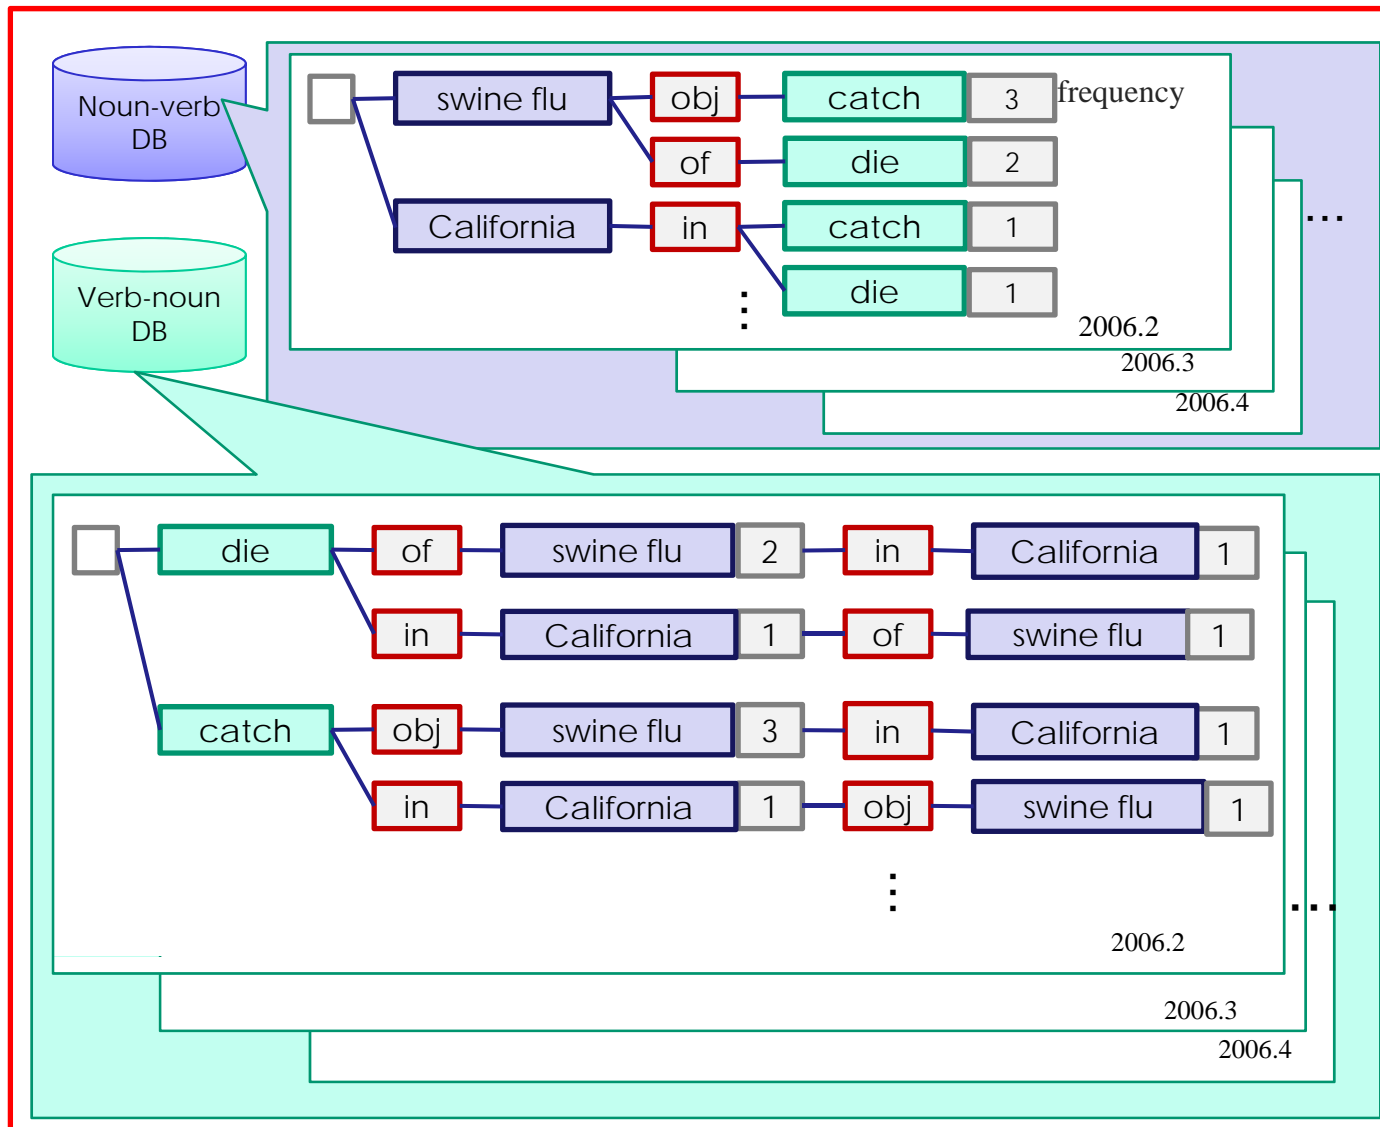 Noun-verb
DB
swine flu obj catch 3 frequency
of die 2
California in catch 1
die 1
...
⋮
2006.2
2006.3
2006.4
Verb-noun
DB
die of swine flu 2 in California 1
in California 1 of swine flu 1
catch obj swine flu 3 in California 1
in California 1 obj swine flu 1
⋮
...
2006.2
2006.3
2006.4